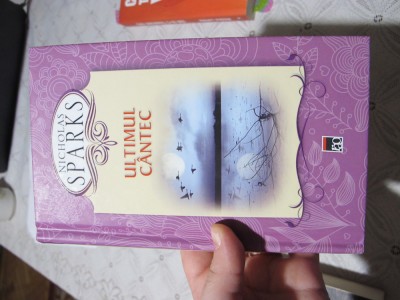 NICHOLAS
SPARKS
ULTIMUL
CÂNTEC